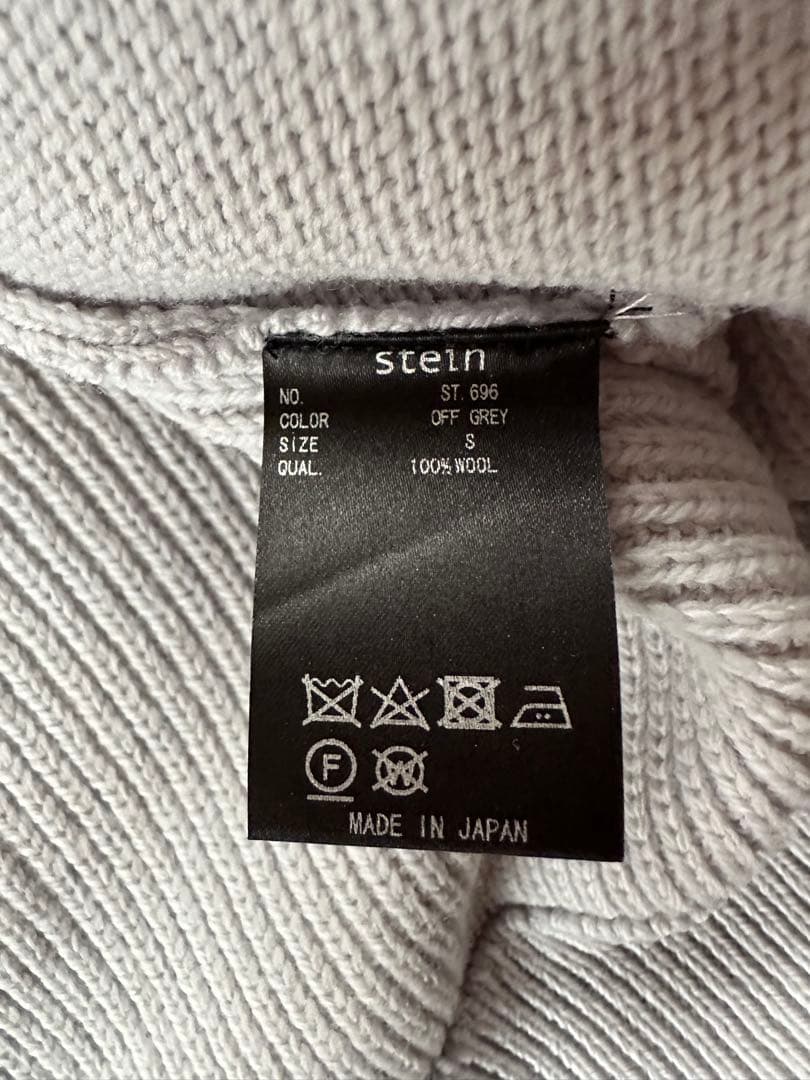 stein
NO. ST.696
COLOR OFF GREY
SIZE S
QUAL. 100%WOOL
F W
MADE IN JAPAN